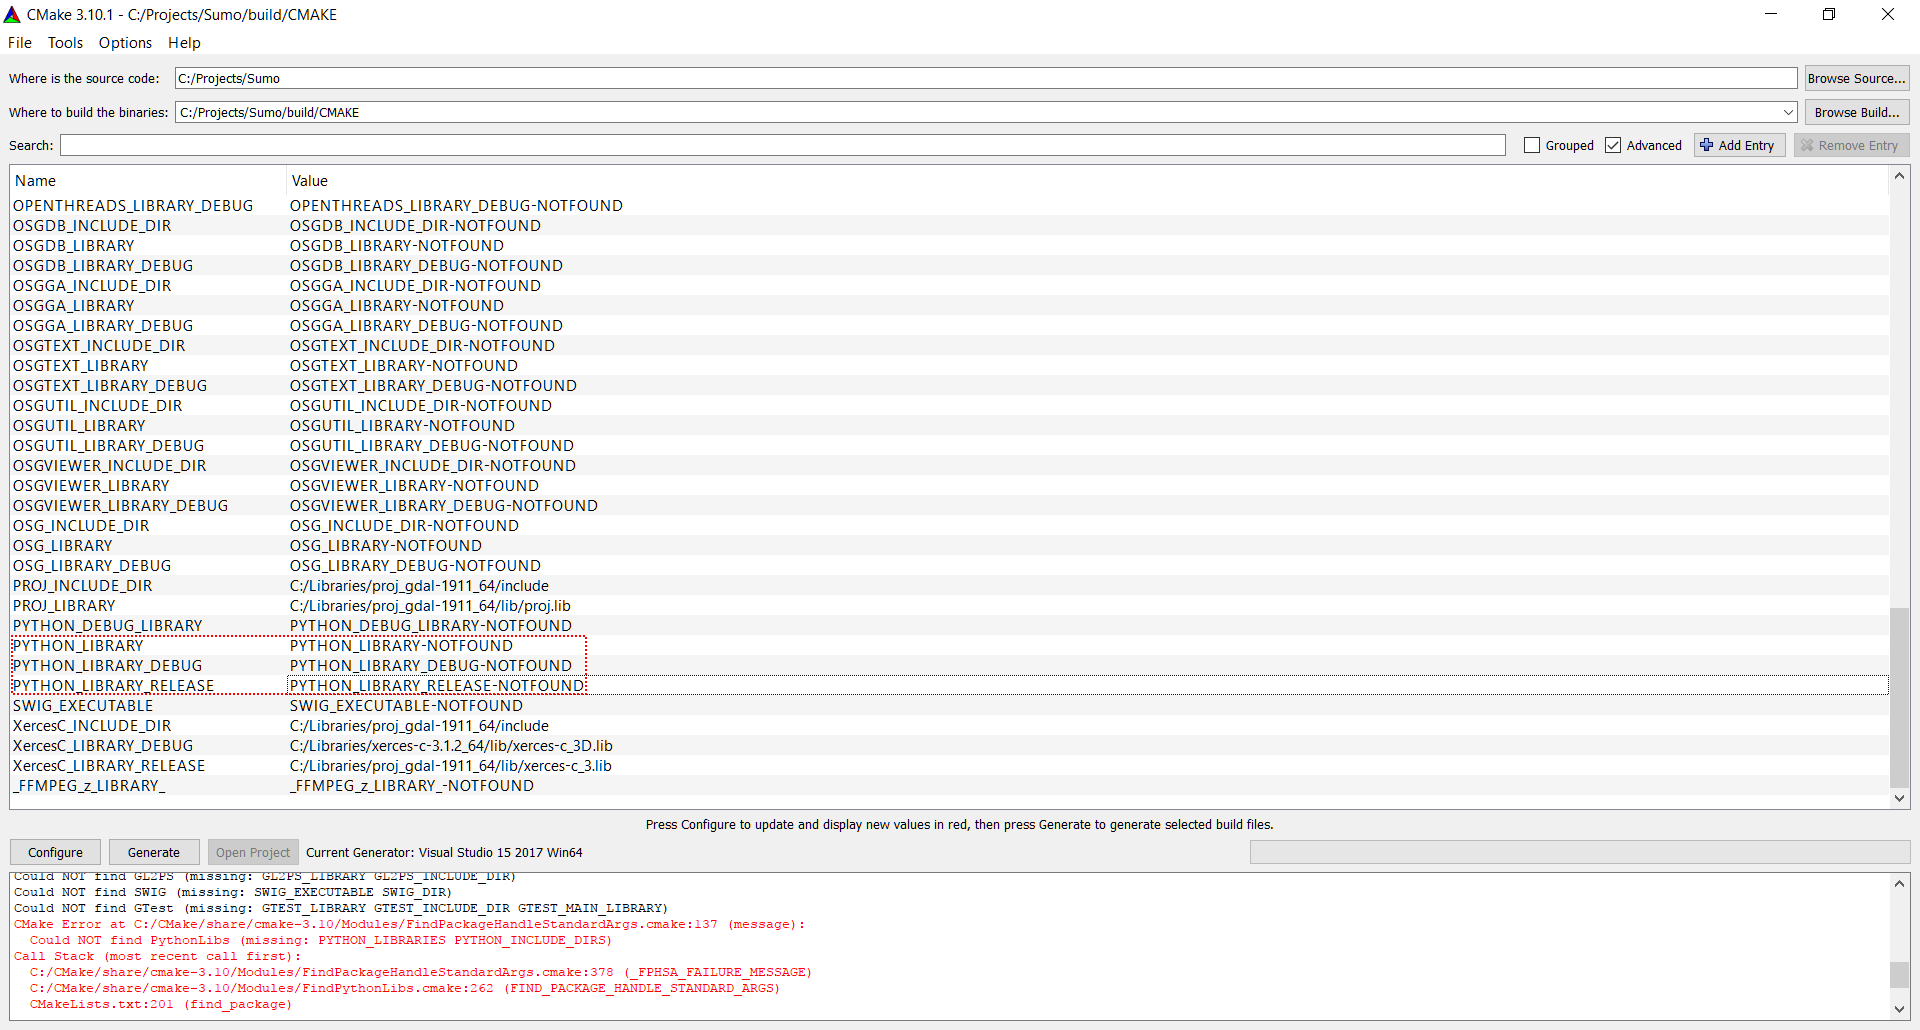 CMake 3.10.1 - C:/Projects/Sumo/build/CMAKE
File Tools Options Help
Where is the source code: C:/Projects/Sumo Browse Source...
Where to build the binaries: C:/Projects/Sumo/build/CMAKE Browse Build...
Search: Grouped Advanced Add Entry Remove Entry
Name Value
OPENTHREADS_LIBRARY_DEBUG OPENTHREADS_LIBRARY_DEBUG-NOTFOUND
OSGDB_INCLUDE_DIR OSGDB_INCLUDE_DIR-NOTFOUND
OSGDB_LIBRARY OSGDB_LIBRARY-NOTFOUND
OSGDB_LIBRARY_DEBUG OSGDB_LIBRARY_DEBUG-NOTFOUND
OSGGA_INCLUDE_DIR OSGGA_INCLUDE_DIR-NOTFOUND
OSGGA_LIBRARY OSGGA_LIBRARY-NOTFOUND
OSGGA_LIBRARY_DEBUG OSGGA_LIBRARY_DEBUG-NOTFOUND
OSGTEXT_INCLUDE_DIR OSGTEXT_INCLUDE_DIR-NOTFOUND
OSGTEXT_LIBRARY OSGTEXT_LIBRARY-NOTFOUND
OSGTEXT_LIBRARY_DEBUG OSGTEXT_LIBRARY_DEBUG-NOTFOUND
OSGUTIL_INCLUDE_DIR OSGUTIL_INCLUDE_DIR-NOTFOUND
OSGUTIL_LIBRARY OSGUTIL_LIBRARY-NOTFOUND
OSGUTIL_LIBRARY_DEBUG OSGUTIL_LIBRARY_DEBUG-NOTFOUND
OSGVIEWER_INCLUDE_DIR OSGVIEWER_INCLUDE_DIR-NOTFOUND
OSGVIEWER_LIBRARY OSGVIEWER_LIBRARY-NOTFOUND
OSGVIEWER_LIBRARY_DEBUG OSGVIEWER_LIBRARY_DEBUG-NOTFOUND
OSG_INCLUDE_DIR OSG_INCLUDE_DIR-NOTFOUND
OSG_LIBRARY OSG_LIBRARY-NOTFOUND
OSG_LIBRARY_DEBUG OSG_LIBRARY_DEBUG-NOTFOUND
PROJ_INCLUDE_DIR C:/Libraries/proj_gdal-1911_64/include
PROJ_LIBRARY C:/Libraries/proj_gdal-1911_64/lib/proj.lib
PYTHON_DEBUG_LIBRARY PYTHON_DEBUG_LIBRARY-NOTFOUND
PYTHON_LIBRARY PYTHON_LIBRARY-NOTFOUND
PYTHON_LIBRARY_DEBUG PYTHON_LIBRARY_DEBUG-NOTFOUND
PYTHON_LIBRARY_RELEASE PYTHON_LIBRARY_RELEASE-NOTFOUND
SWIG_EXECUTABLE SWIG_EXECUTABLE-NOTFOUND
XercesC_INCLUDE_DIR C:/Libraries/proj_gdal-1911_64/include
XercesC_LIBRARY_DEBUG C:/Libraries/xerces-c-3.1.2_64/lib/xerces-c_3D.lib
XercesC_LIBRARY_RELEASE C:/Libraries/proj_gdal-1911_64/lib/xerces-c_3.lib
_FFMPEG_z_LIBRARY_ _FFMPEG_z_LIBRARY_-NOTFOUND
Press Configure to update and display new values in red, then press Generate to generate selected build files.
Configure Generate Open Project Current Generator: Visual Studio 15 2017 Win64
Could NOT find GL2PS (missing: GL2PS_LIBRARY GL2PS_INCLUDE_DIR)
Could NOT find SWIG (missing: SWIG_EXECUTABLE SWIG_DIR)
Could NOT find GTest (missing: GTEST_LIBRARY GTEST_INCLUDE_DIR GTEST_MAIN_LIBRARY)
CMake Error at C:/CMake/share/cmake-3.10/Modules/FindPackageHandleStandardArgs.cmake:137 (message):
Could NOT find PythonLibs (missing: PYTHON_LIBRARIES PYTHON_INCLUDE_DIRS)
Call Stack (most recent call first):
C:/CMake/share/cmake-3.10/Modules/FindPackageHandleStandardArgs.cmake:378 (_FPHSA_FAILURE_MESSAGE)
C:/CMake/share/cmake-3.10/Modules/FindPythonLibs.cmake:262 (FIND_PACKAGE_HANDLE_STANDARD_ARGS)
CMakeLists.txt:201 (find_package)